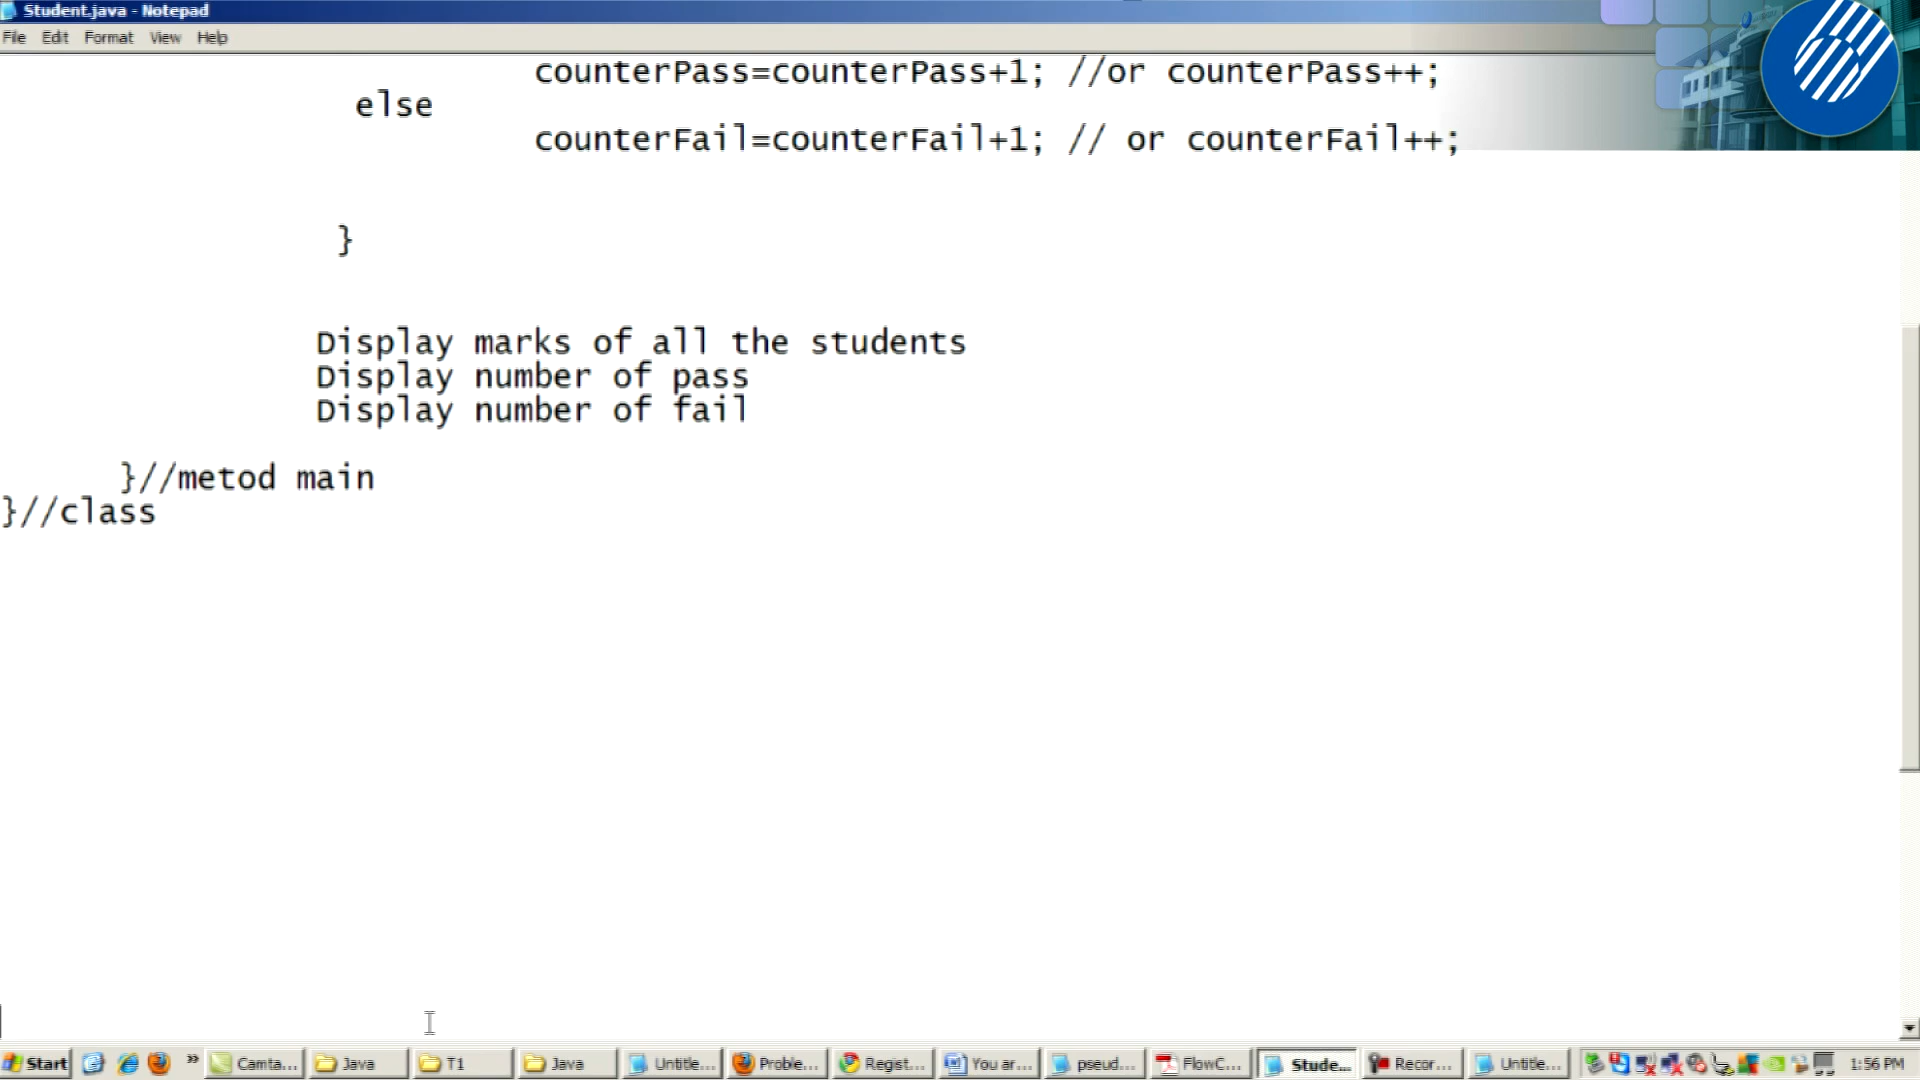 Student.java - Notepad
File Edit Format View Help
counterPass=counterPass+1; //or counterPass++;
else
counterFail=counterFail+1; // or counterFail++;
}
Display marks of all the students
Display number of pass
Display number of fail
}//metod main
}//class
Start » Camta... Java T1 Java Untitle... Proble... Regist... You ar... pseud... FlowC... Stude... Recor... Untitle... 1:56 PM